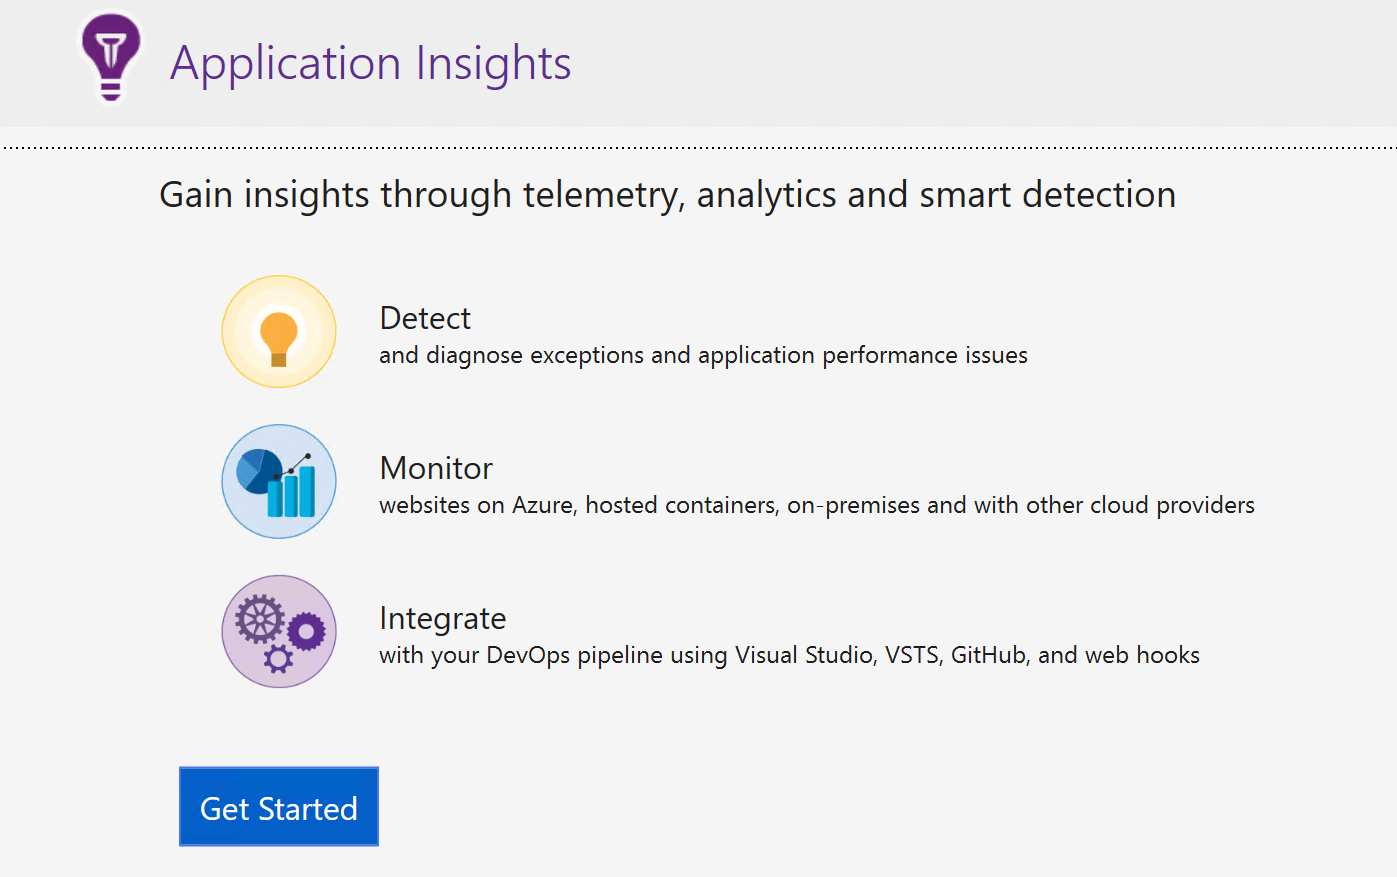 Application Insights
Gain insights through telemetry, analytics and smart detection
Detect
and diagnose exceptions and application performance issues
Monitor
websites on Azure, hosted containers, on-premises and with other cloud providers
Integrate
with your DevOps pipeline using Visual Studio, VSTS, GitHub, and web hooks
Get Started